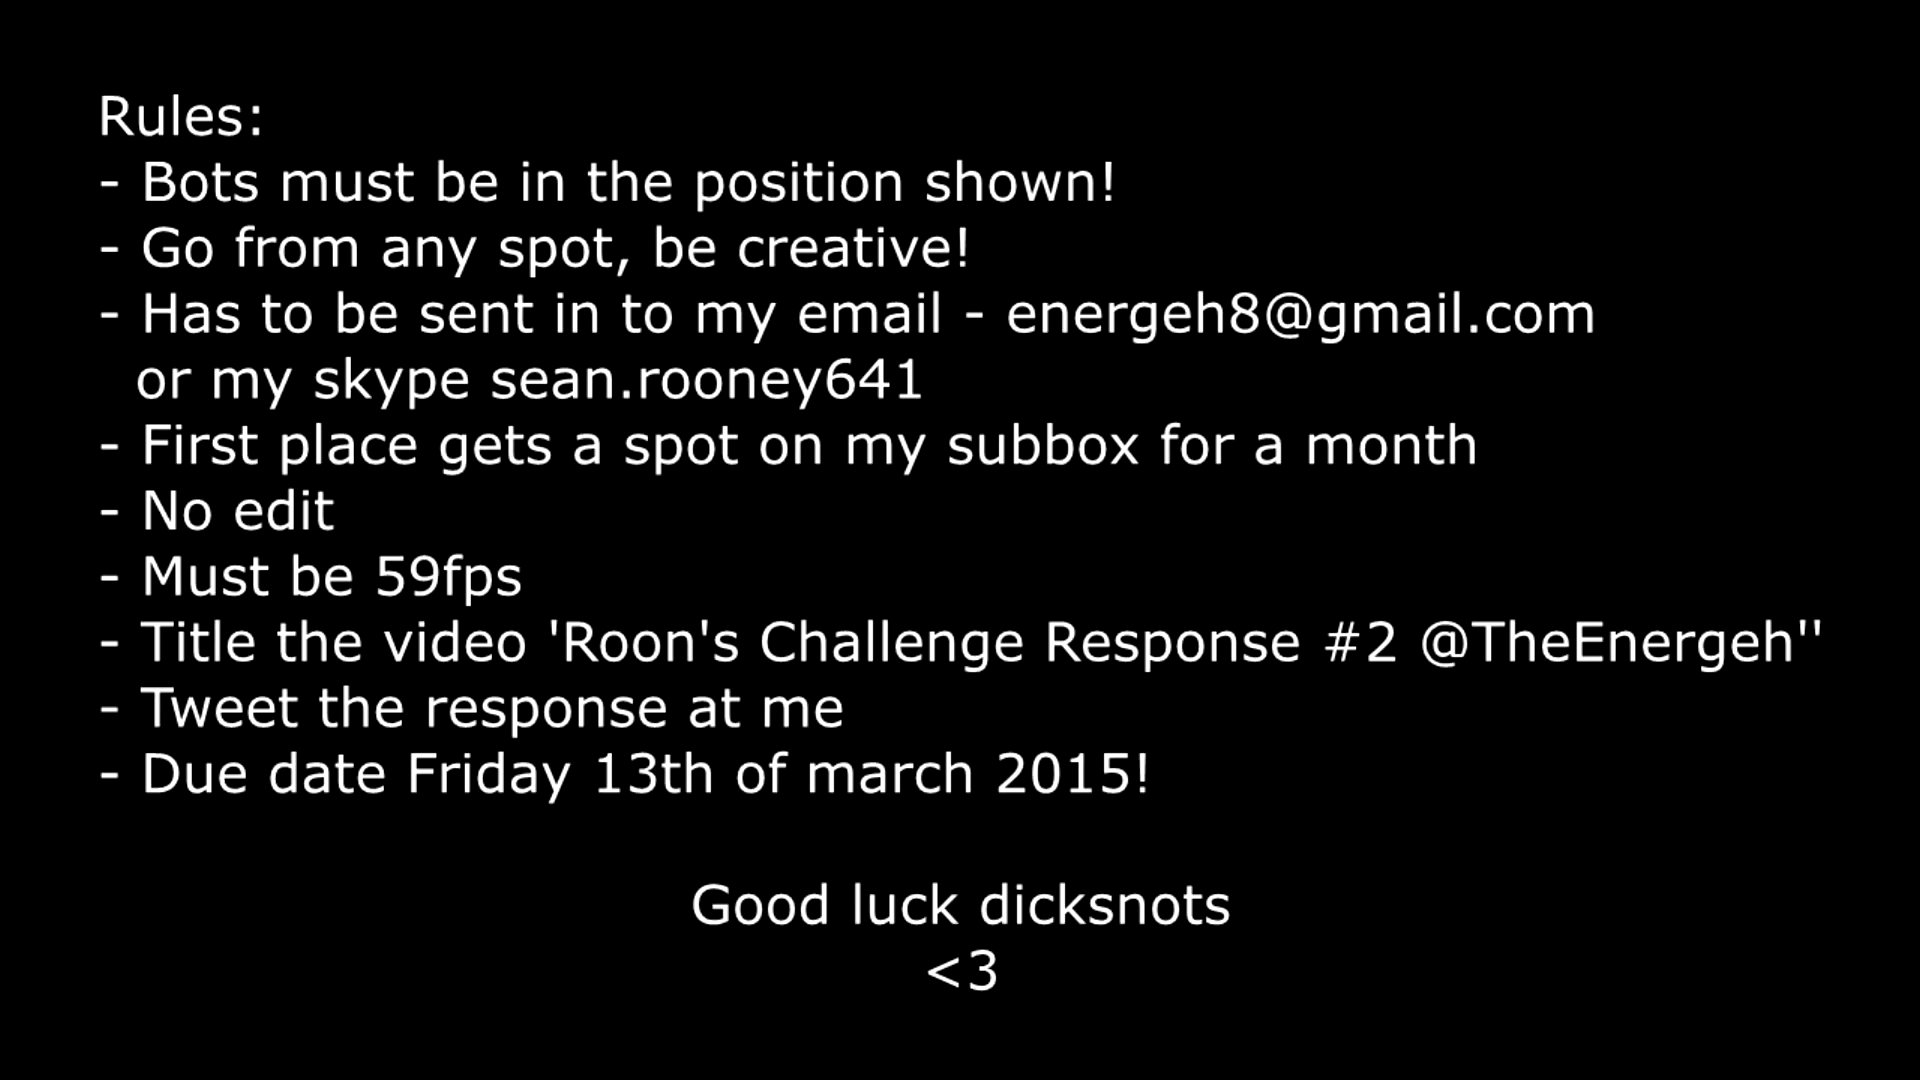 Rules:
- Bots must be in the position shown!
- Go from any spot, be creative!
- Has to be sent in to my email - energeh8@gmail.com
or my skype sean.rooney641
- First place gets a spot on my subbox for a month
- No edit
- Must be 59fps
- Title the video 'Roon's Challenge Response #2 @TheEnergeh''
- Tweet the response at me
- Due date Friday 13th of march 2015!
Good luck dicksnots
<3